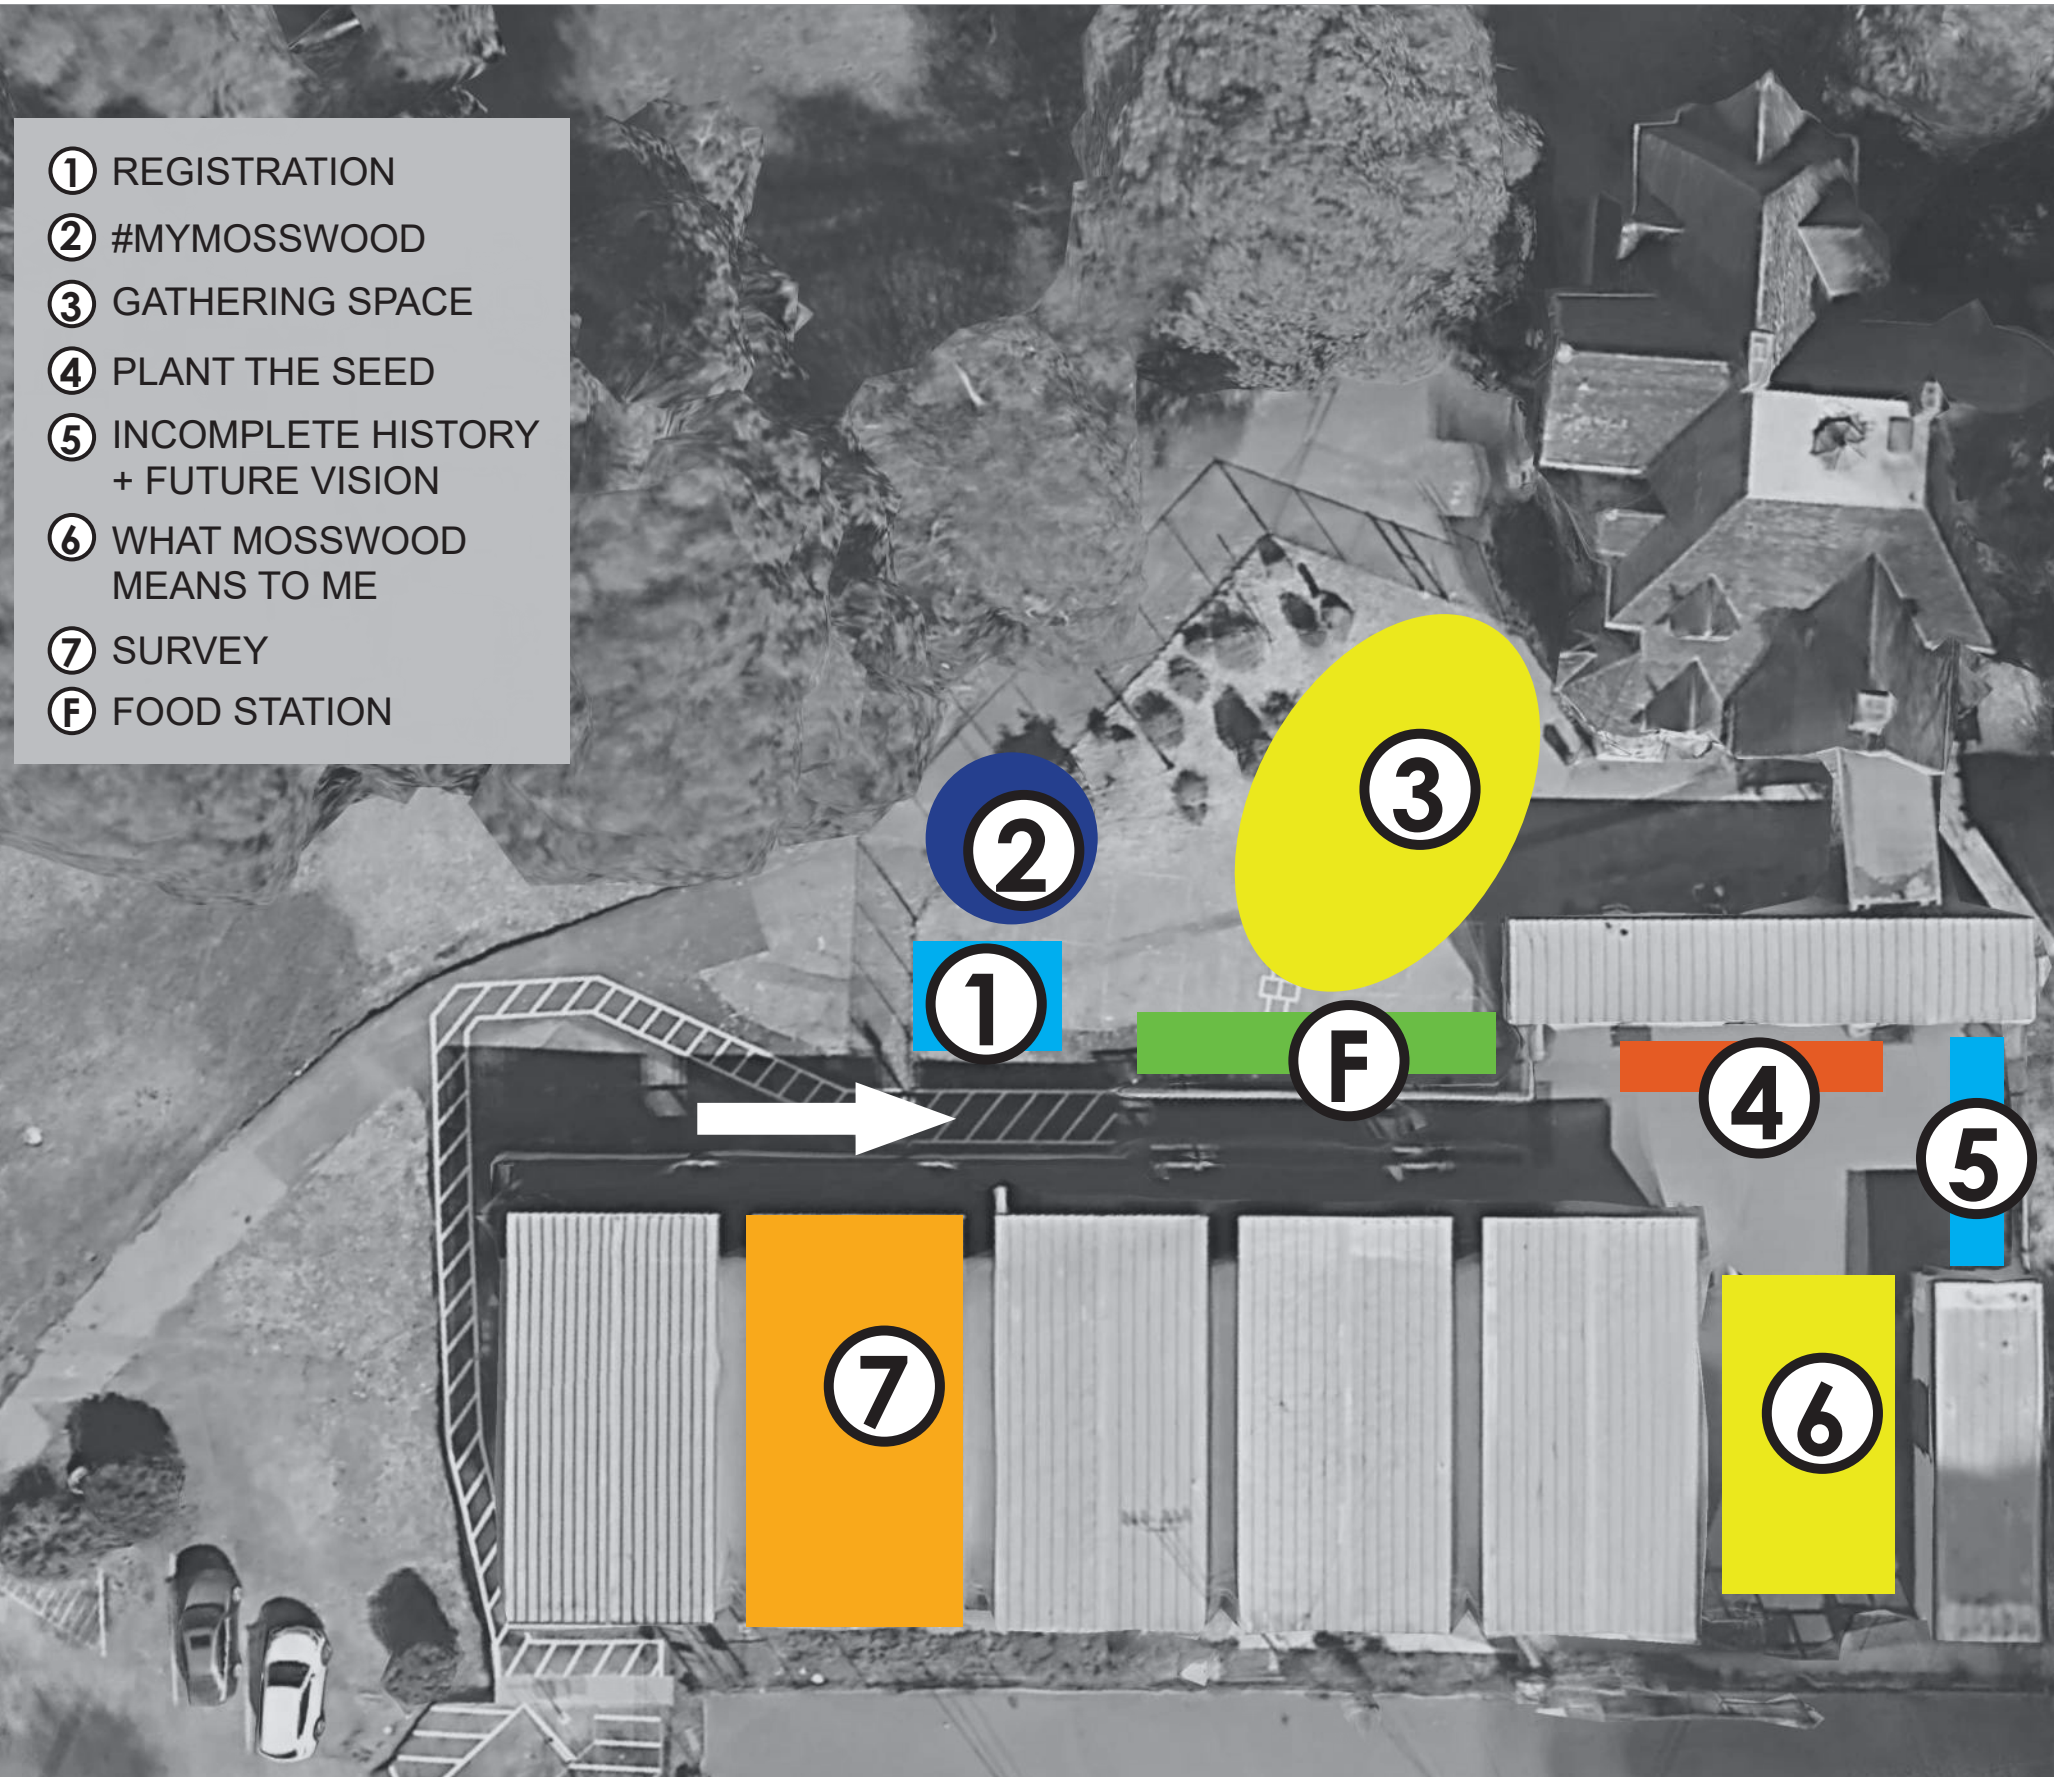 1 REGISTRATION
2 #MYMOSSWOOD
3 GATHERING SPACE
4 PLANT THE SEED
5 INCOMPLETE HISTORY
+ FUTURE VISION
6 WHAT MOSSWOOD
MEANS TO ME
7 SURVEY
F FOOD STATION
3
2
1
F
4
5
7
6